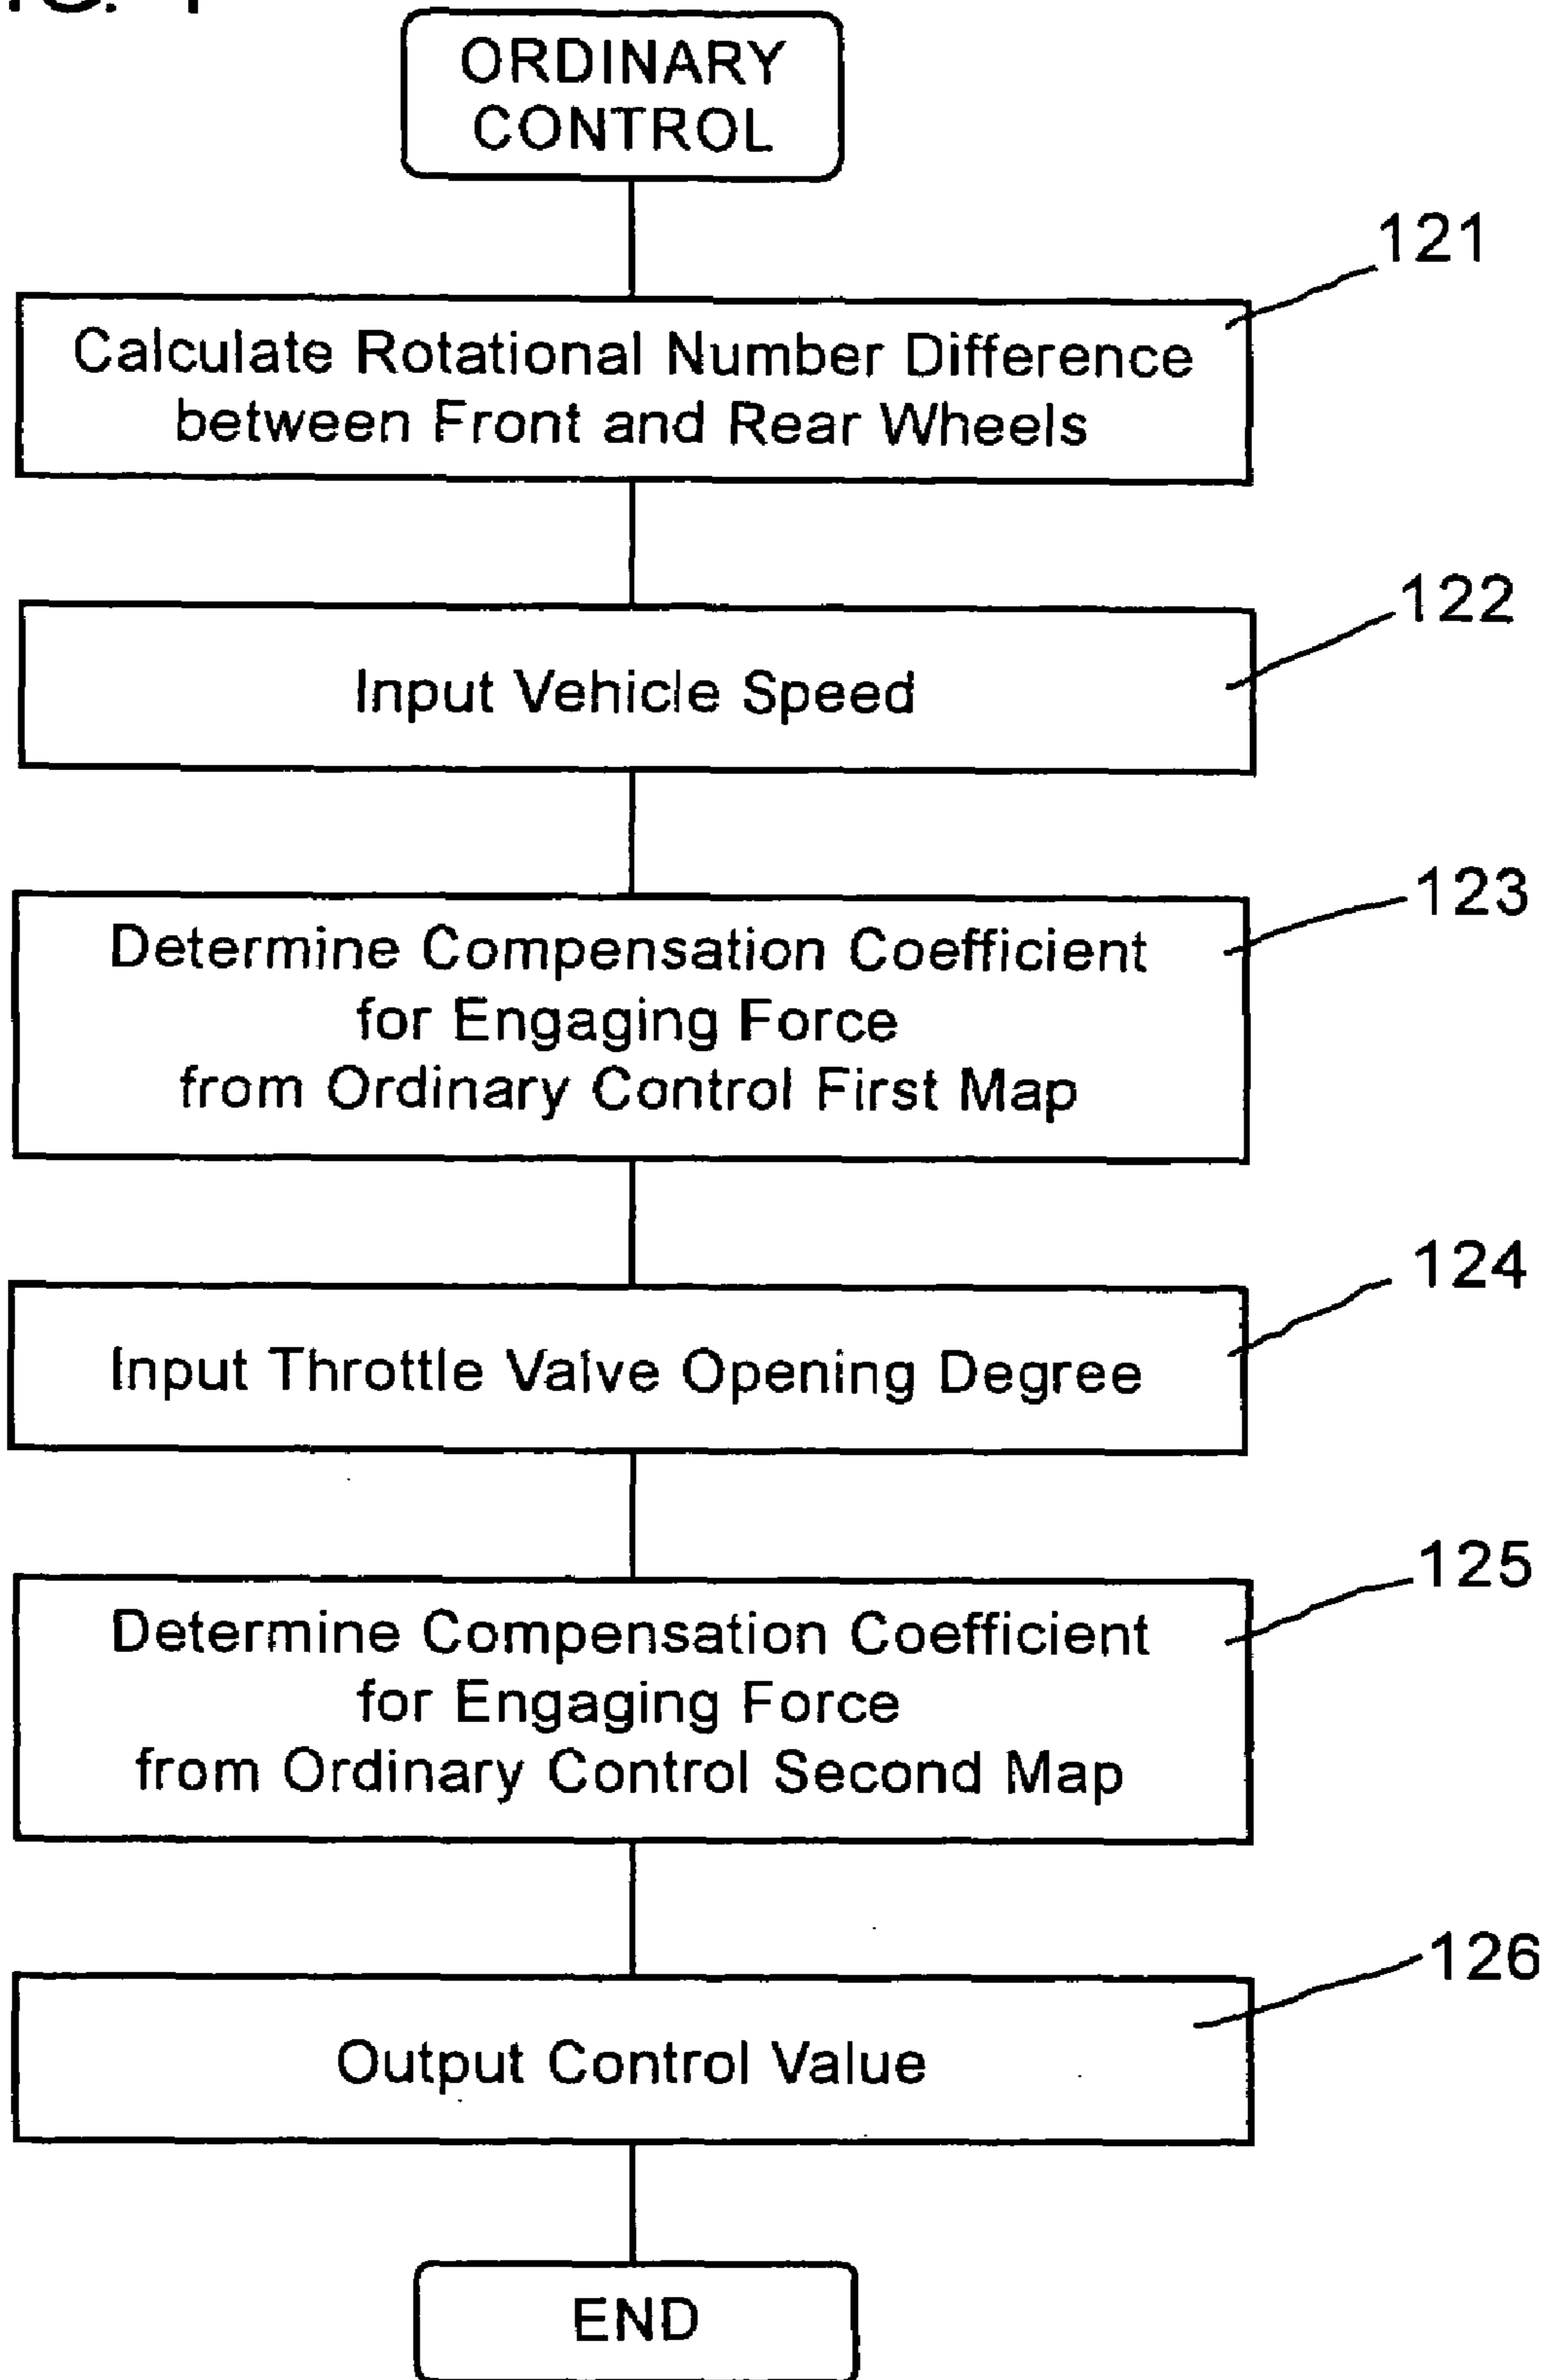 ORDINARY
CONTROL
121
Calculate Rotational Number Difference
between Front and Rear Wheels
122
Input Vehicle Speed
123
Determine Compensation Coefficient
for Engaging Force
from Ordinary Control First Map
124
Input Throttle Valve Opening Degree
125
Determine Compensation Coefficient
for Engaging Force
from Ordinary Control Second Map
126
Output Control Value
END